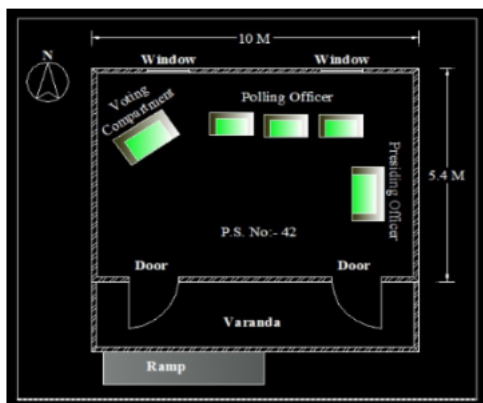 10 M
N
Window
Window
Voting
Compartment
Polling Officer
Presiding Officer
5.4 M
P.S. No:- 42
Door
Door
Varanda
Ramp